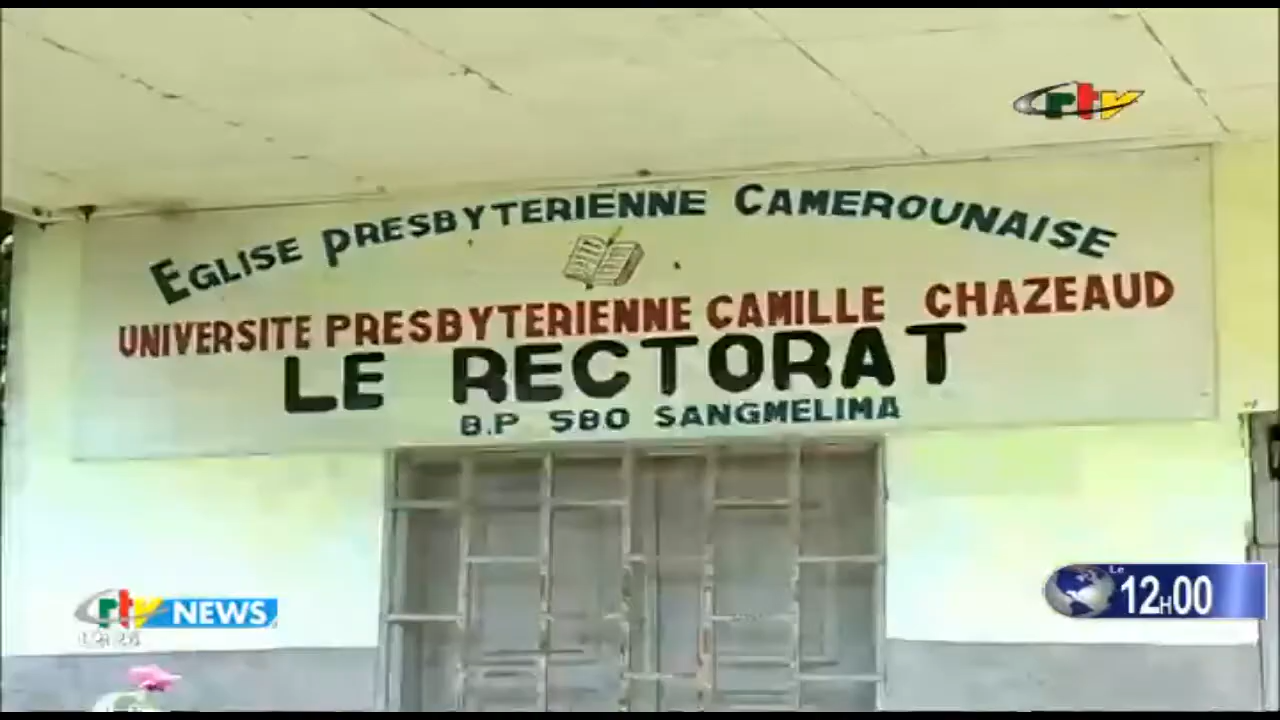 crtv
EGLISE PRESBYTERIENNE CAMEROUNAISE
UNIVERSITE PRESBYTERIENNE CAMILLE CHAZEAUD
LE RECTORAT
B.P 580 SANGMELIMA
crtv NEWS
Le 12H00